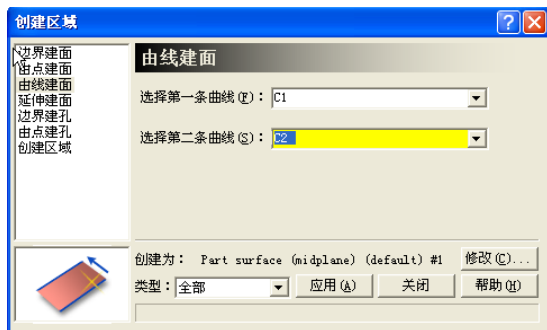 创建区域
边界建面
由点建面
由线建面
延伸建面
边界建孔
由点建孔
创建区域
由线建面
选择第一条曲线(F)： C1
选择第二条曲线(S)： C2
创建为： Part surface (midplane) (default) #1 修改(C)...
类型： 全部 应用(A) 关闭 帮助(H)